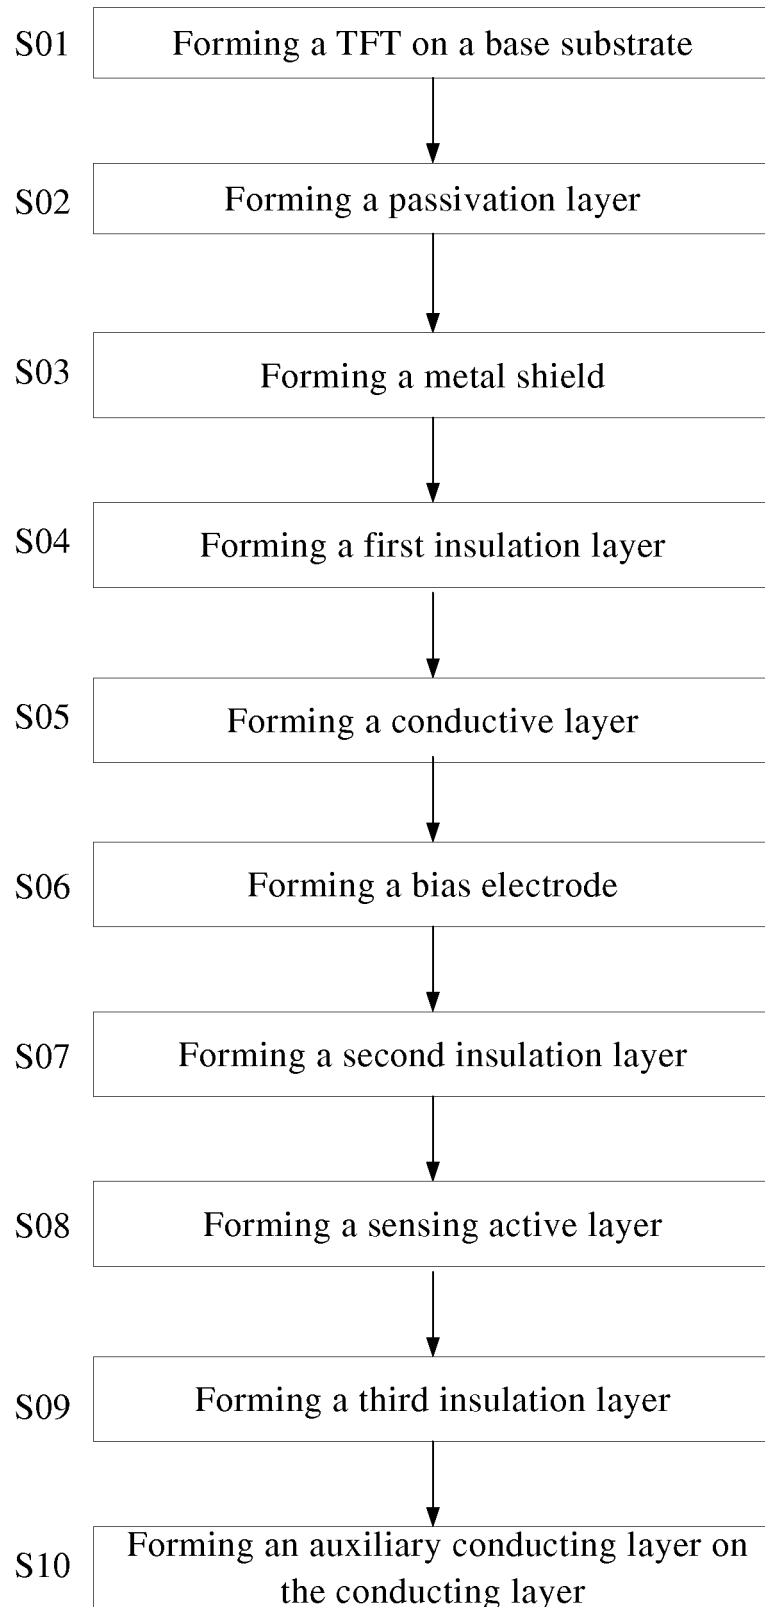 S01 Forming a TFT on a base substrate
S02 Forming a passivation layer
S03 Forming a metal shield
S04 Forming a first insulation layer
S05 Forming a conductive layer
S06 Forming a bias electrode
S07 Forming a second insulation layer
S08 Forming a sensing active layer
S09 Forming a third insulation layer
S10 Forming an auxiliary conducting layer on
the conducting layer